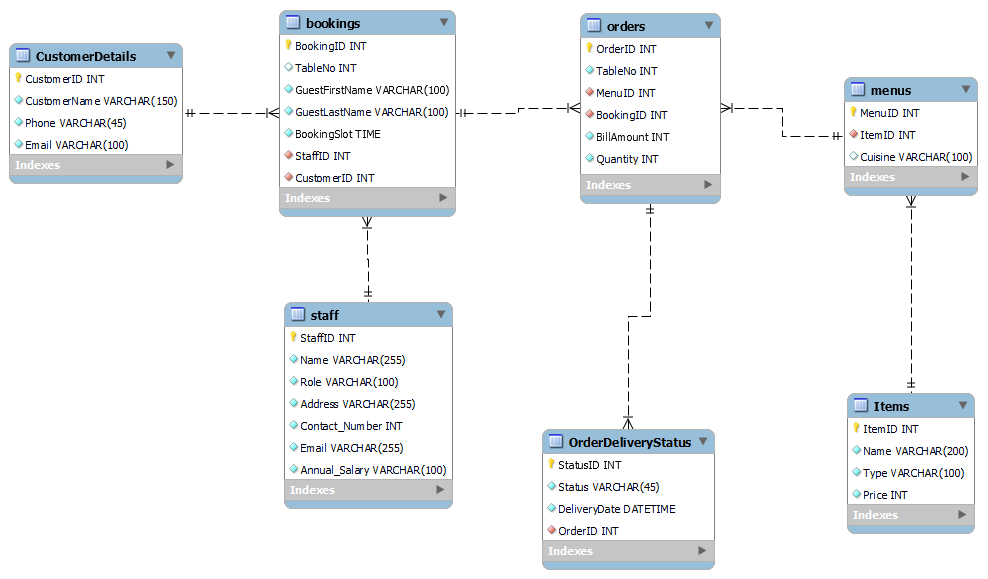 CustomerDetails
CustomerID INT
CustomerName VARCHAR(150)
Phone VARCHAR(45)
Email VARCHAR(100)
Indexes
bookings
BookingID INT
TableNo INT
GuestFirstName VARCHAR(100)
GuestLastName VARCHAR(100)
BookingSlot TIME
StaffID INT
CustomerID INT
Indexes
orders
OrderID INT
TableNo INT
MenuID INT
BookingID INT
BillAmount INT
Quantity INT
Indexes
menus
MenuID INT
ItemID INT
Cuisine VARCHAR(100)
Indexes
staff
StaffID INT
Name VARCHAR(255)
Role VARCHAR(100)
Address VARCHAR(255)
Contact_Number INT
Email VARCHAR(255)
Annual_Salary VARCHAR(100)
Indexes
OrderDeliveryStatus
StatusID INT
Status VARCHAR(45)
DeliveryDate DATETIME
OrderID INT
Indexes
Items
ItemID INT
Name VARCHAR(200)
Type VARCHAR(100)
Price INT
Indexes